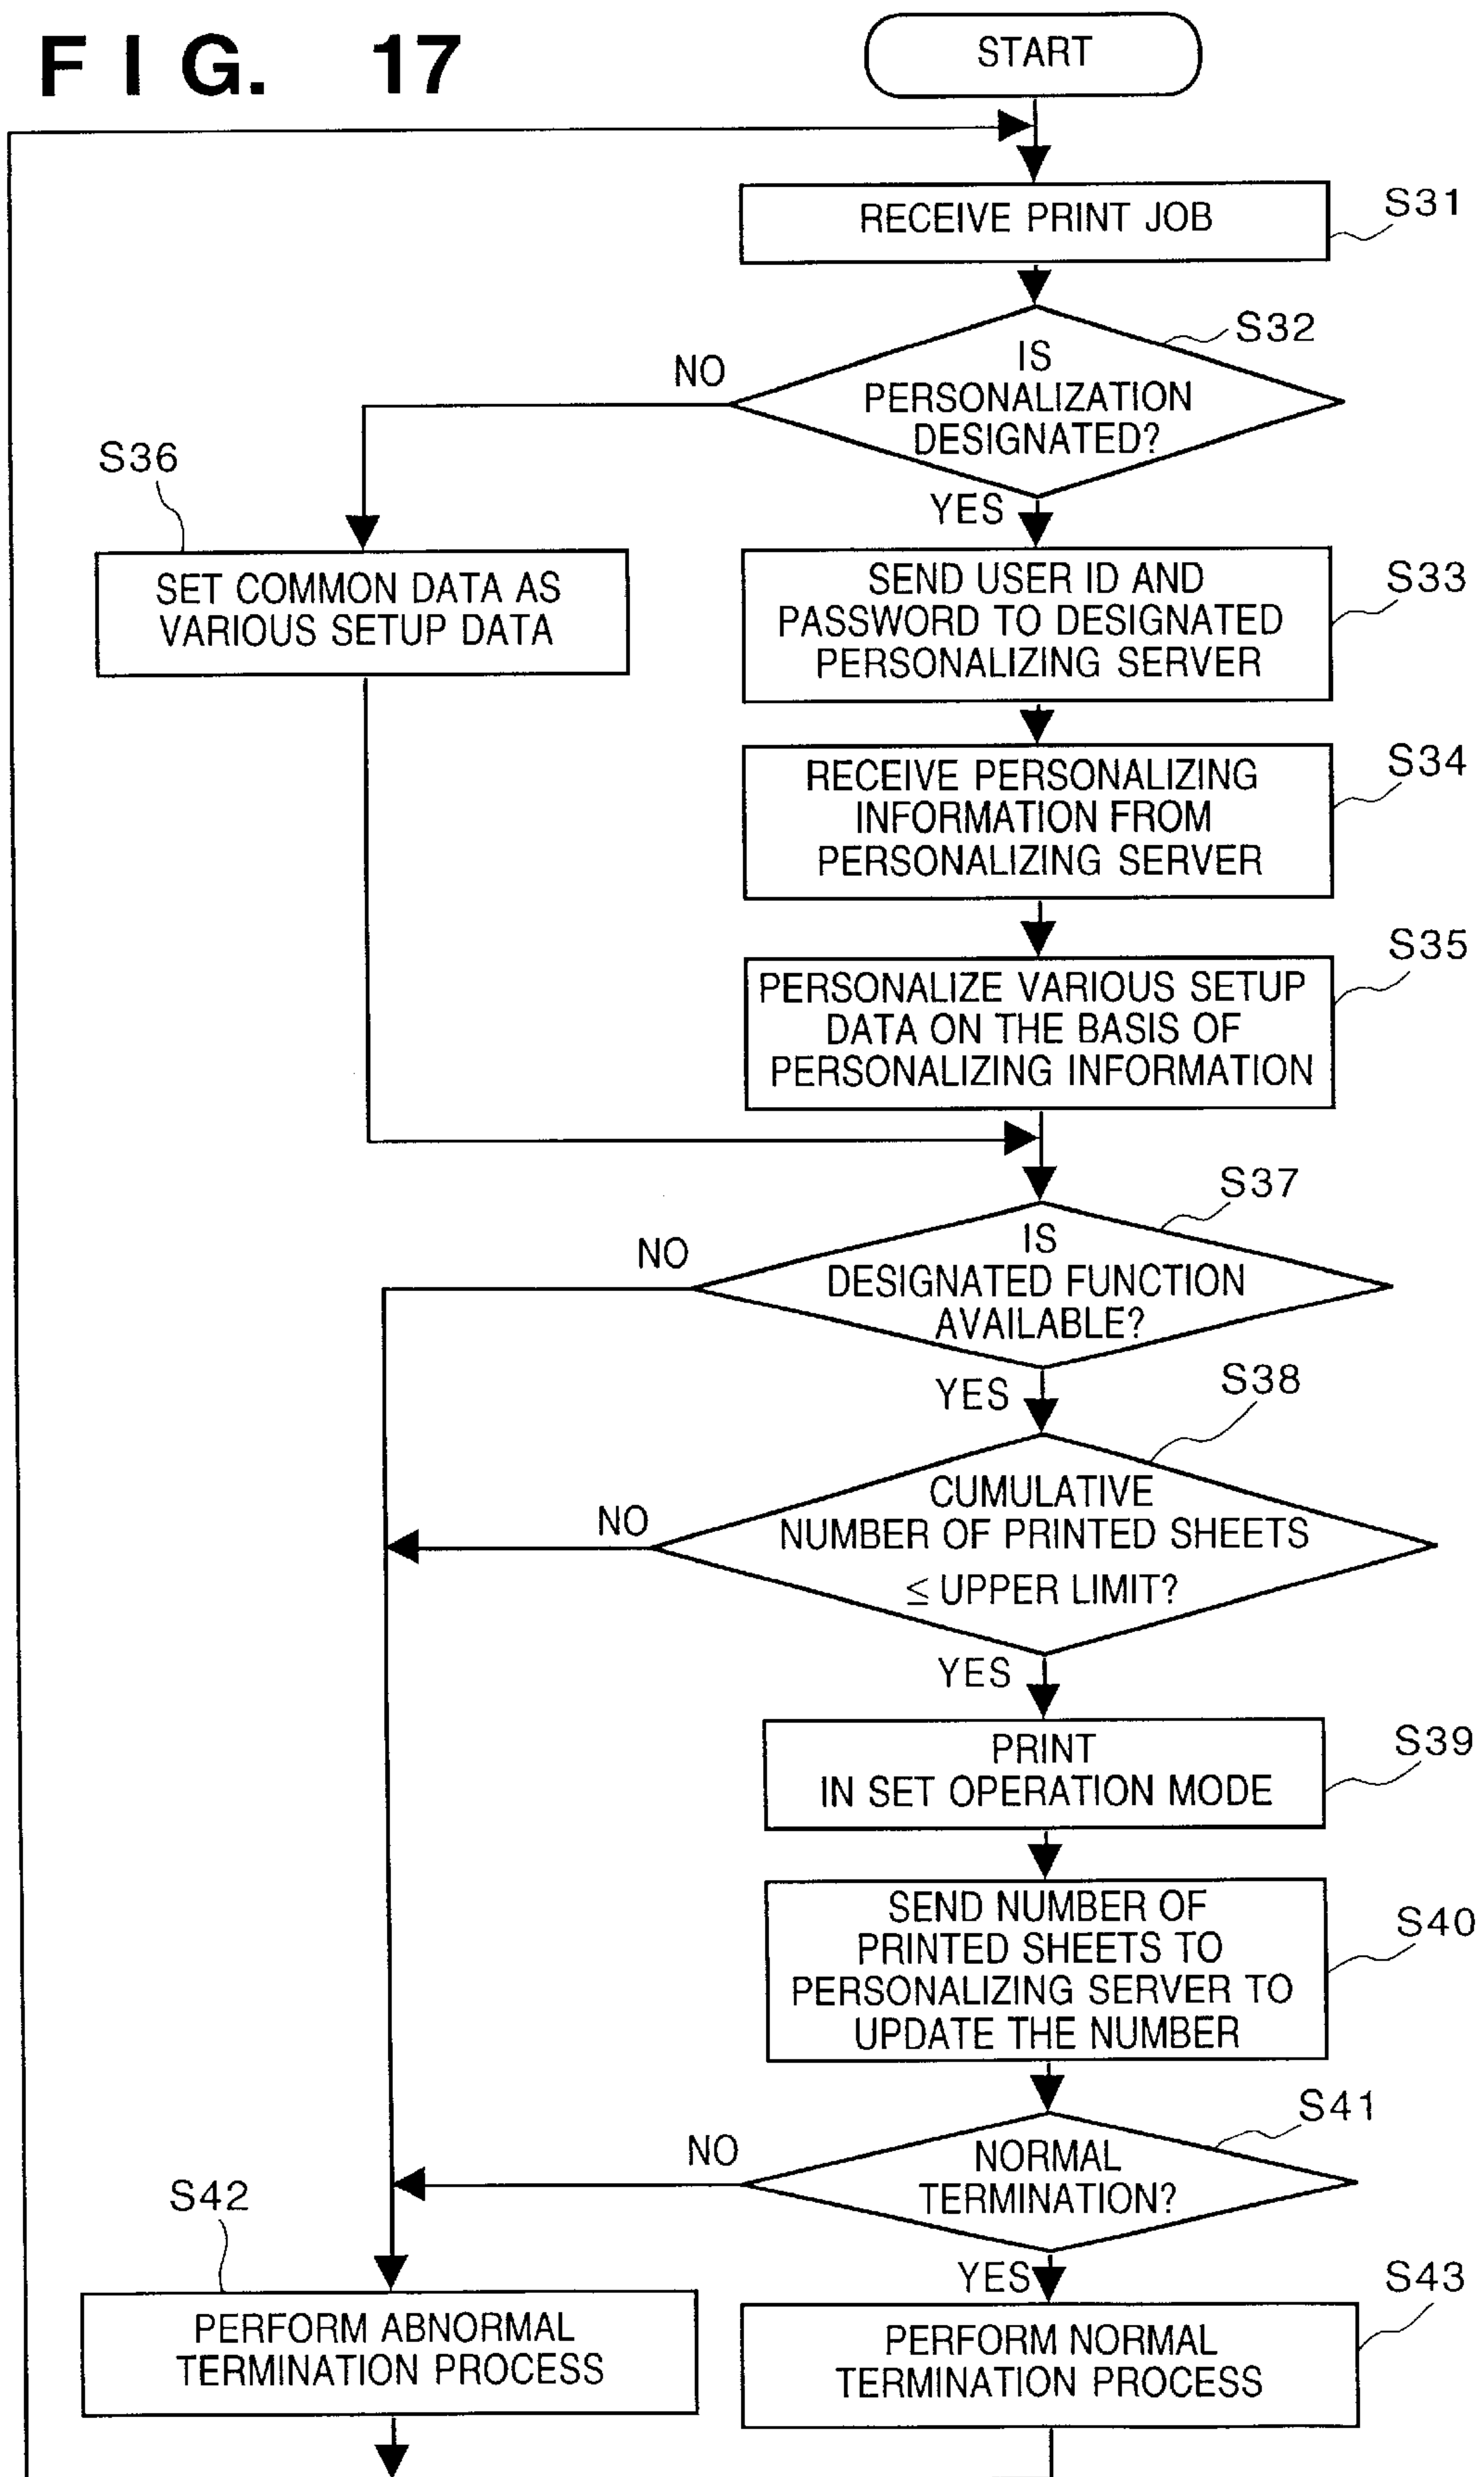 FIG. 17
START
RECEIVE PRINT JOB
S31
S32
IS
PERSONALIZATION
DESIGNATED?
NO
YES
S36
SET COMMON DATA AS
VARIOUS SETUP DATA
SEND USER ID AND
PASSWORD TO DESIGNATED
PERSONALIZING SERVER
S33
RECEIVE PERSONALIZING
INFORMATION FROM
PERSONALIZING SERVER
S34
PERSONALIZE VARIOUS SETUP
DATA ON THE BASIS OF
PERSONALIZING INFORMATION
S35
S37
IS
DESIGNATED FUNCTION
AVAILABLE?
NO
YES
S38
CUMULATIVE
NUMBER OF PRINTED SHEETS
≤ UPPER LIMIT?
NO
YES
PRINT
IN SET OPERATION MODE
S39
SEND NUMBER OF
PRINTED SHEETS TO
PERSONALIZING SERVER TO
UPDATE THE NUMBER
S40
S41
NORMAL
TERMINATION?
NO
YES
S42
PERFORM ABNORMAL
TERMINATION PROCESS
S43
PERFORM NORMAL
TERMINATION PROCESS